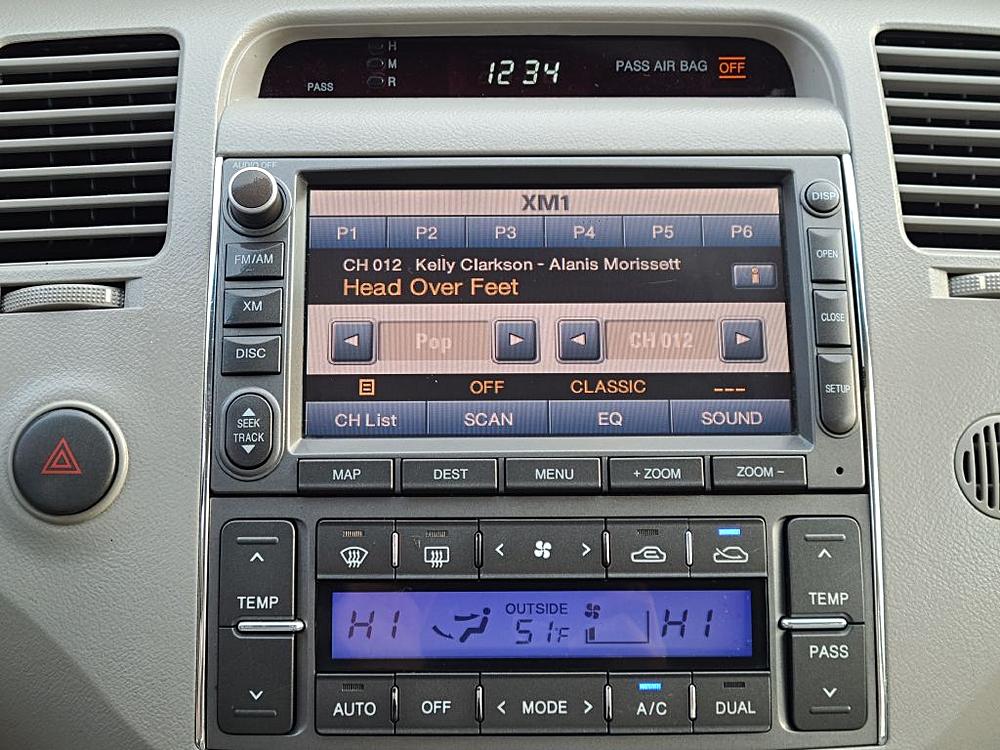 H
M
R
PASS
12 34
PASS AIR BAG OFF
AUDIO OFF
XM1
DISP
P1 P2 P3 P4 P5 P6
FM/AM
CH 012 Kelly Clarkson - Alanis Morissett
i
OPEN
Head Over Feet
XM
CLOSE
Pop
CH 012
DISC
OFF CLASSIC ---
SETUP
SEEK
TRACK
CH List SCAN EQ SOUND
MAP DEST MENU + ZOOM ZOOM -
TEMP
HI
OUTSIDE
51°F
HI
TEMP
PASS
AUTO OFF < MODE > A/C DUAL